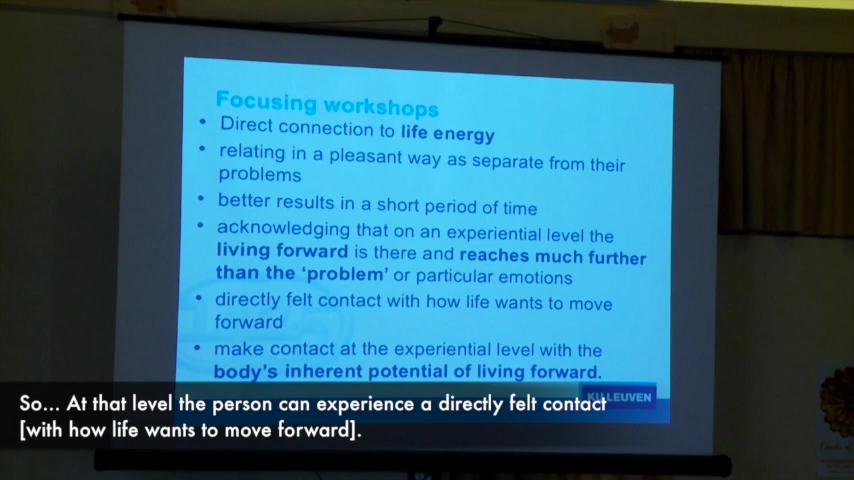 Focusing workshops
• Direct connection to life energy
• relating in a pleasant way as separate from their
problems
• better results in a short period of time
• acknowledging that on an experiential level the
living forward is there and reaches much further
than the 'problem' or particular emotions
• directly felt contact with how life wants to move
forward
• make contact at the experiential level with the
body's inherent potential of living forward.
KU LEUVEN
So... At that level the person can experience a directly felt contact
[with how life wants to move forward].